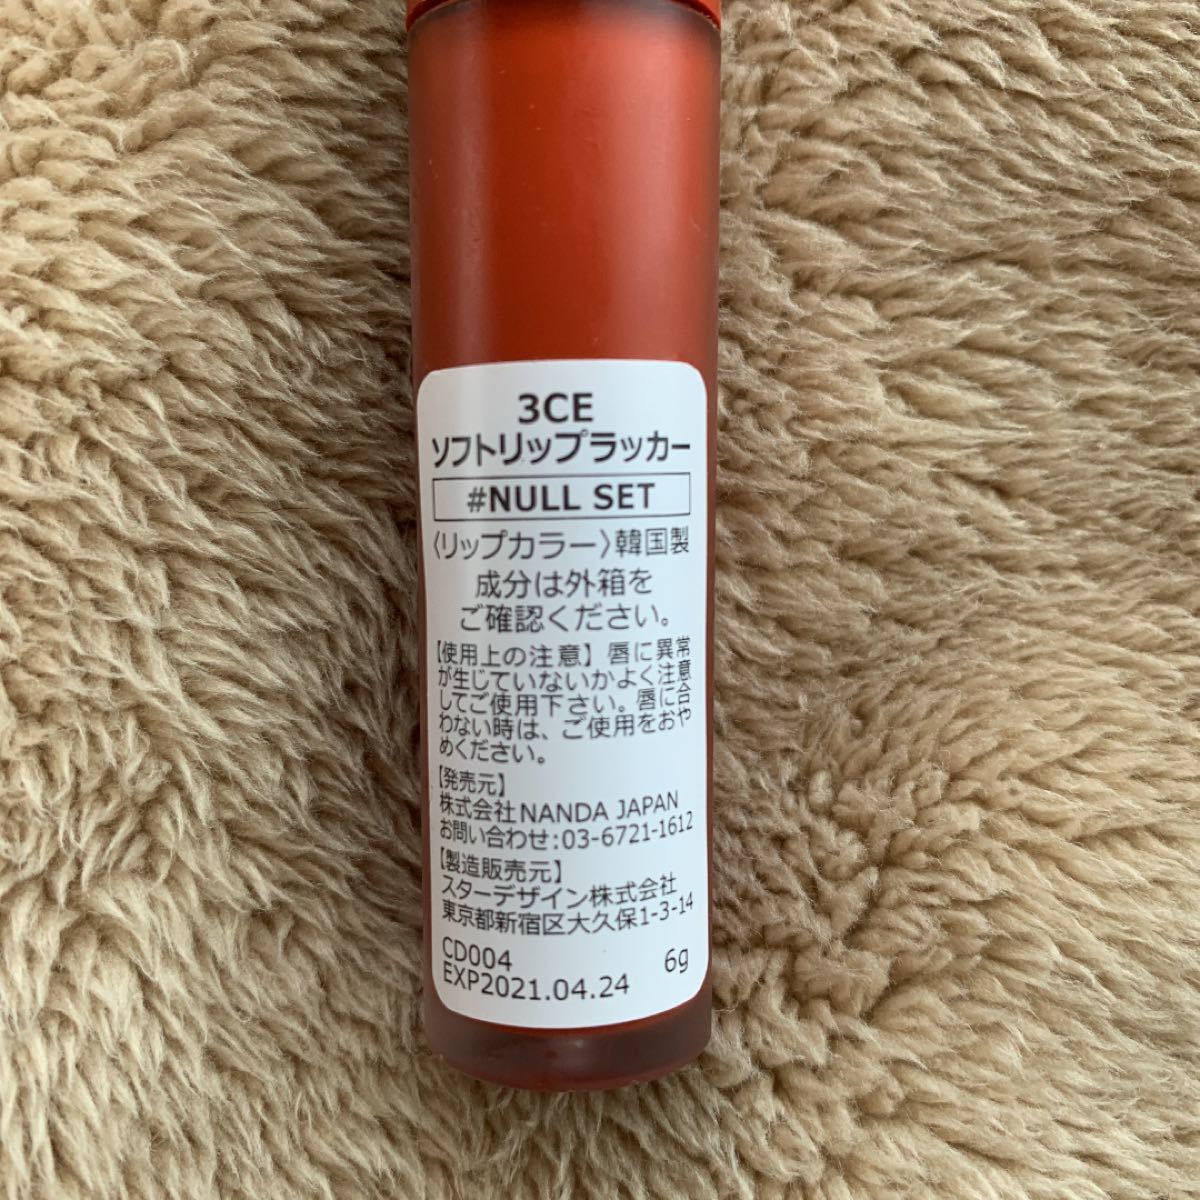 3CE
ソフトリップラッカー
#NULL SET
〈リップカラー〉韓国製
成分は外箱を
ご確認ください。
【使用上の注意】唇に異常
が生じていないかよく注意
してご使用下さい。唇に合
わない時は、ご使用をおや
めください。
【発売元】
株式会社NANDA JAPAN
お問い合わせ:03-6721-1612
【製造販売元】
スターデザイン株式会社
東京都新宿区大久保1-3-14
CD004
EXP2021.04.24 6g